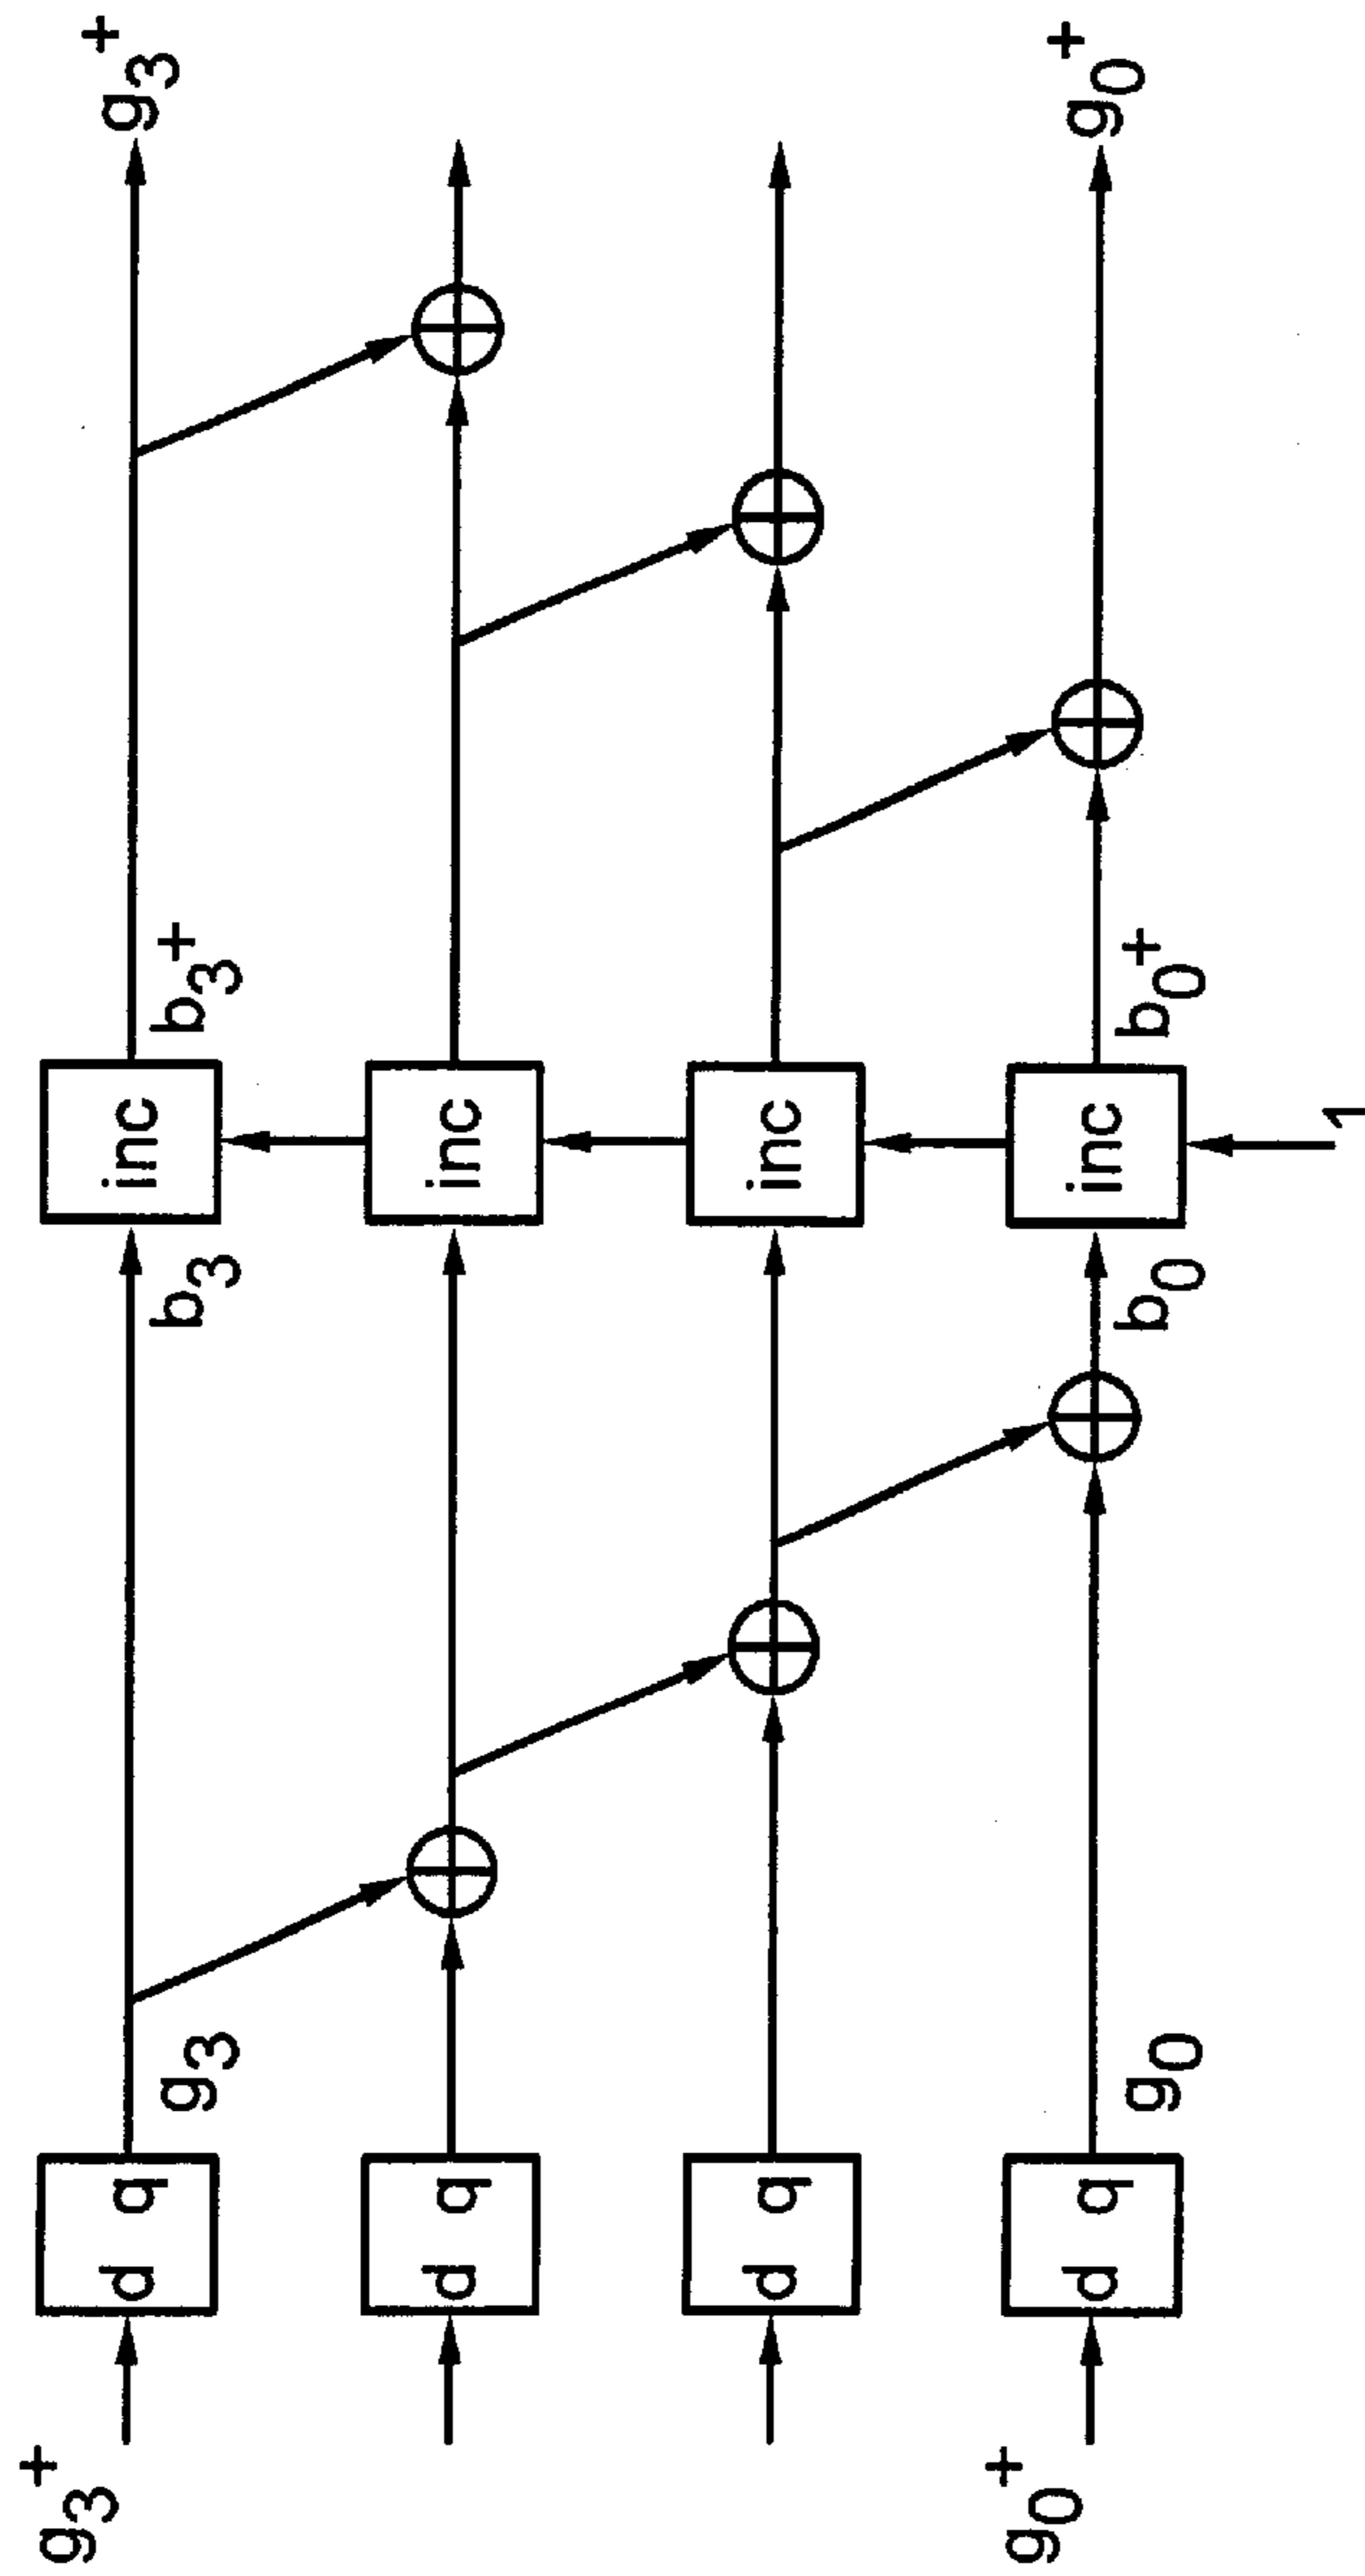 g3+ d q g3 b3 inc b3+ g3+
d q inc
d q inc
g0+ d q g0 b0 inc b0+ g0+
1